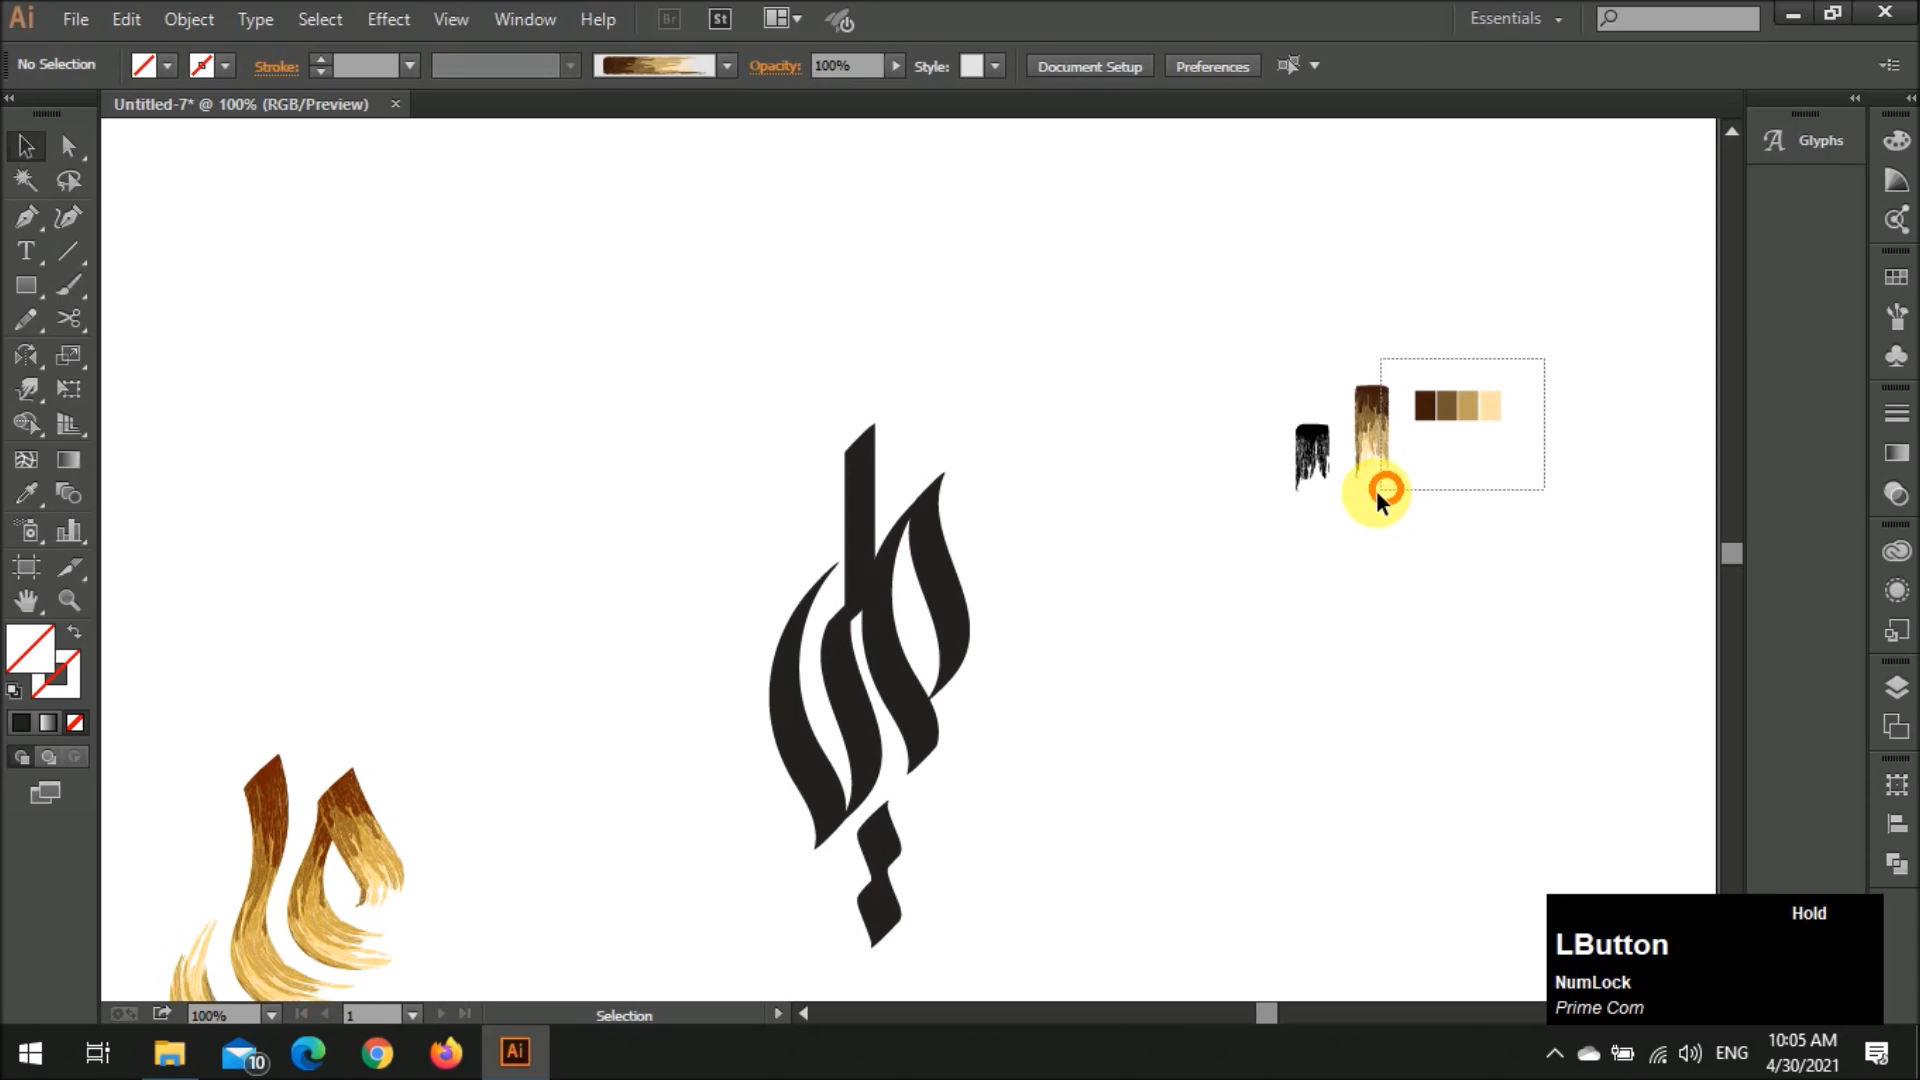 Ai File Edit Object Type Select Effect View Window Help Br St Essentials
No Selection Stroke: Opacity: 100% Style: Document Setup Preferences
Untitled-7* @ 100% (RGB/Preview) ×
Glyphs
Hold
LButton
NumLock
Prime Com
100% 1 Selection
10 Ai ENG 10:05 AM
4/30/2021